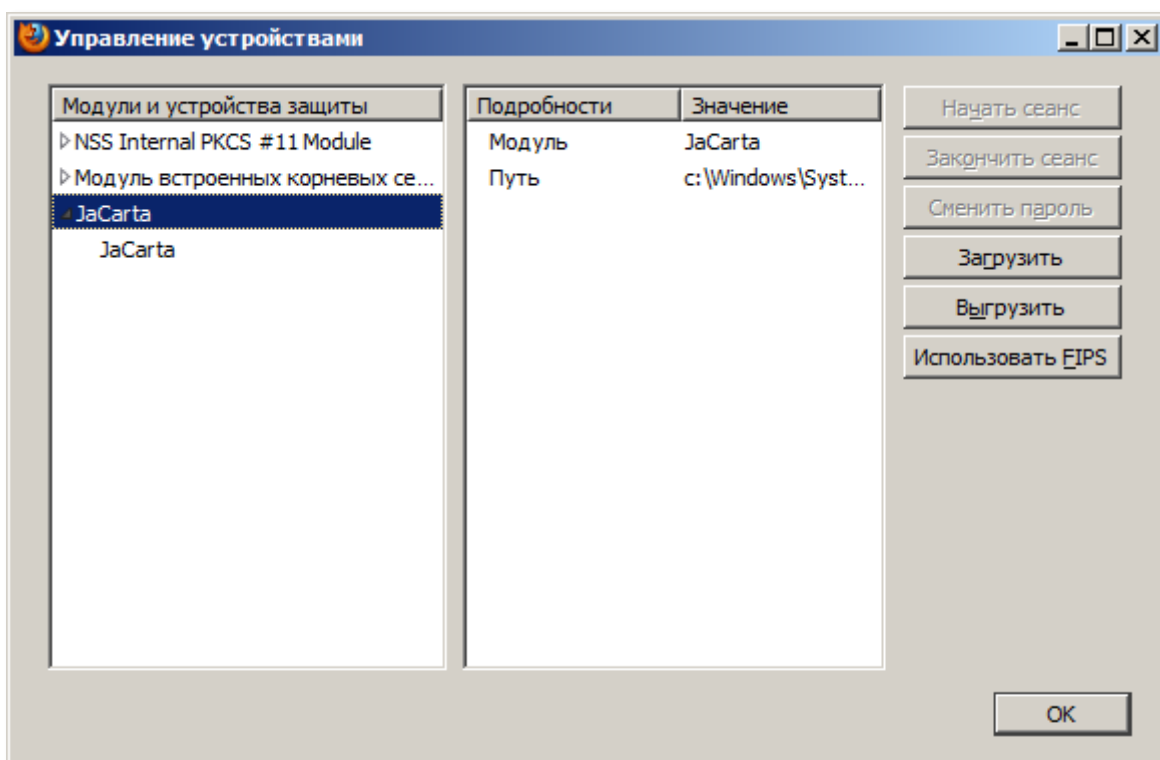 Управление устройствами
Модули и устройства защиты
NSS Internal PKCS #11 Module
Модуль встроенных корневых се...
JaCarta
JaCarta
Подробности Значение
Модуль JaCarta
Путь c:\Windows\Syst...
Начать сеанс
Закончить сеанс
Сменить пароль
Загрузить
Выгрузить
Использовать FIPS
OK